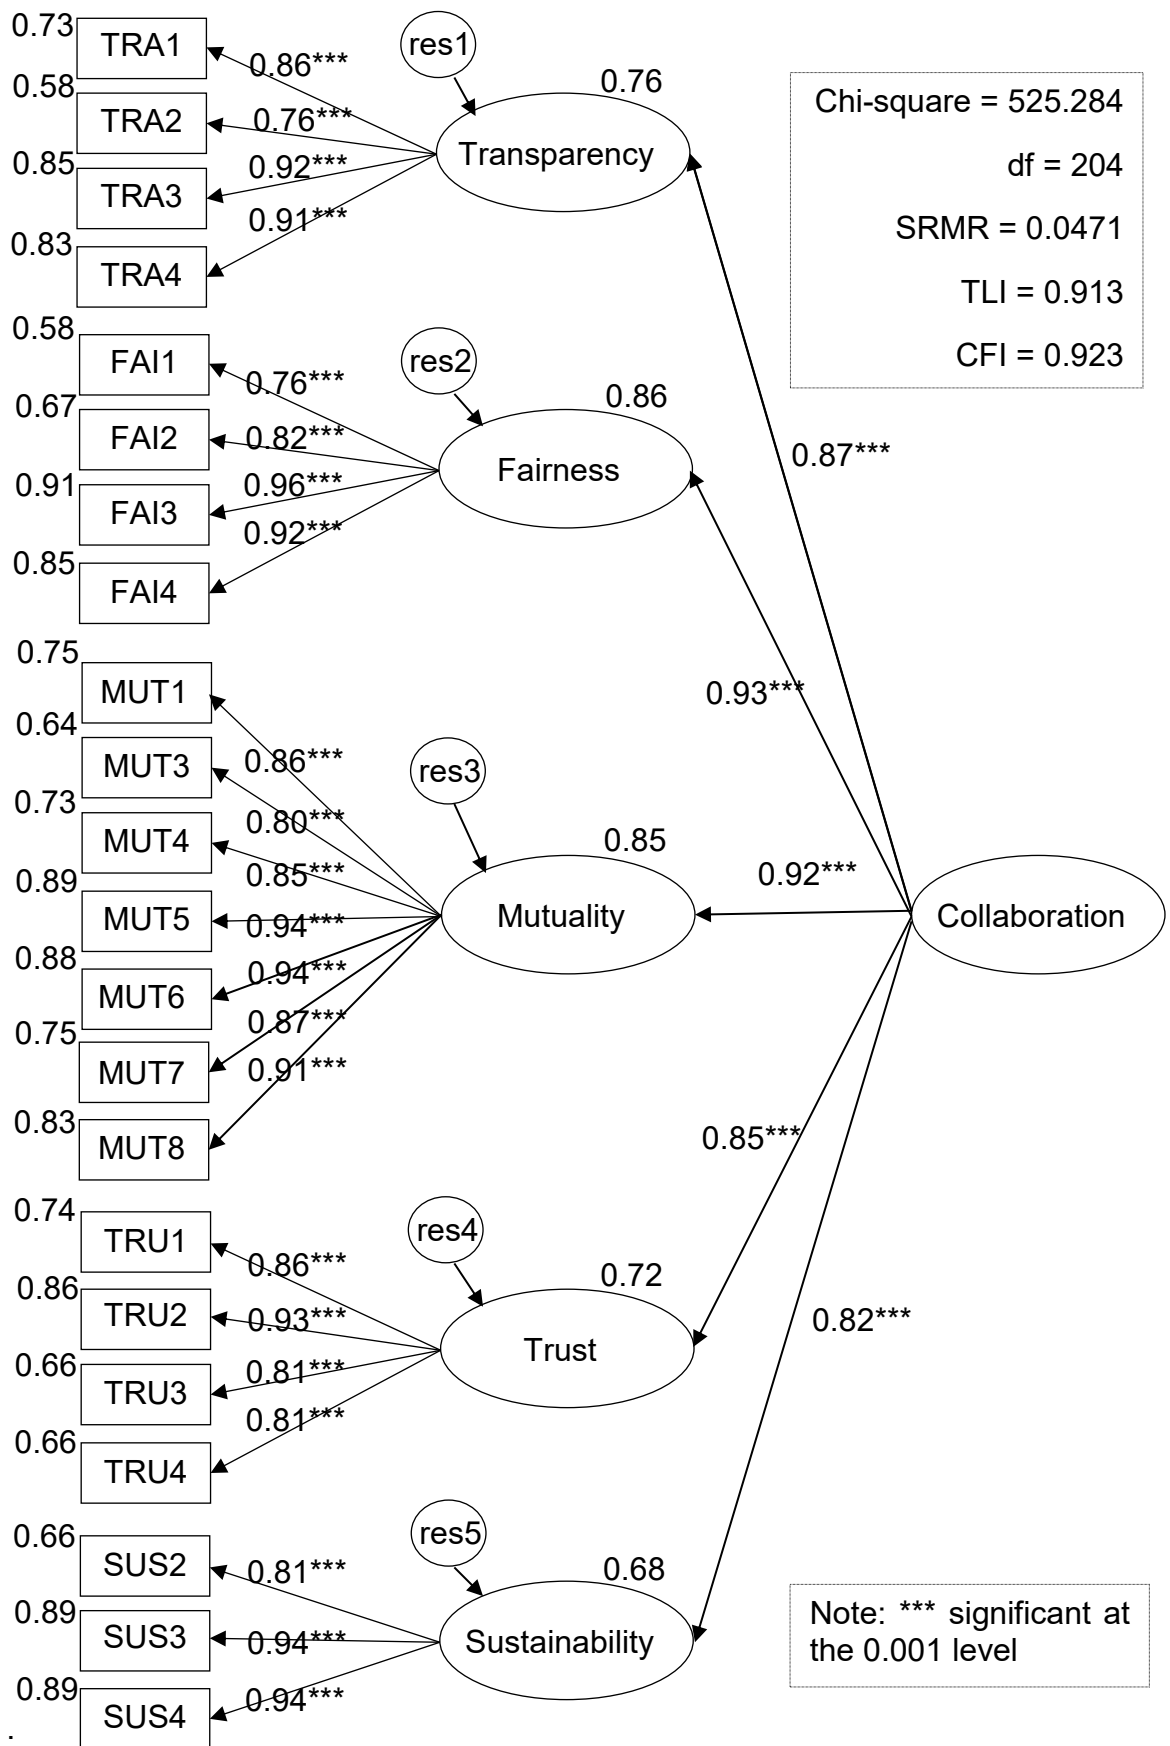 0.73
TRA1
0.86***
res1
0.76
0.58
TRA2
0.76***
Transparency
0.85
TRA3
0.92***
0.83
TRA4
0.91***
Chi-square = 525.284
df = 204
SRMR = 0.0471
TLI = 0.913
CFI = 0.923
0.58
FAI1
0.76***
res2
0.86
0.67
FAI2
0.82***
Fairness
0.91
FAI3
0.96***
0.85
FAI4
0.92***
0.87***
0.93***
0.75
MUT1
0.86***
0.64
MUT3
0.80***
res3
0.85
0.73
MUT4
0.85***
0.89
MUT5
0.94***
Mutuality
0.92***
Collaboration
0.88
MUT6
0.94***
0.75
MUT7
0.87***
0.83
MUT8
0.91***
0.85***
0.74
TRU1
0.86***
res4
0.72
0.86
TRU2
0.93***
Trust
0.82***
0.66
TRU3
0.81***
0.66
TRU4
0.81***
0.66
SUS2
0.81***
res5
0.68
0.89
SUS3
0.94***
Sustainability
0.89
SUS4
0.94***
Note: *** significant at
the 0.001 level
.